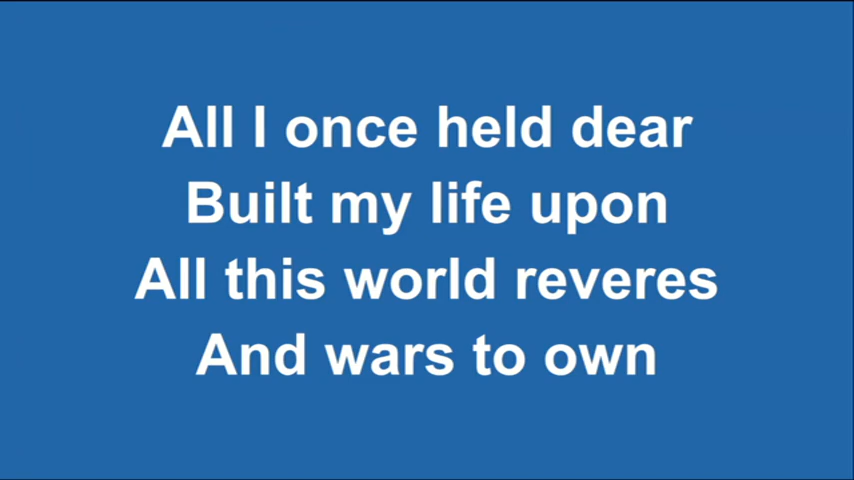 All I once held dear
Built my life upon
All this world reveres
And wars to own